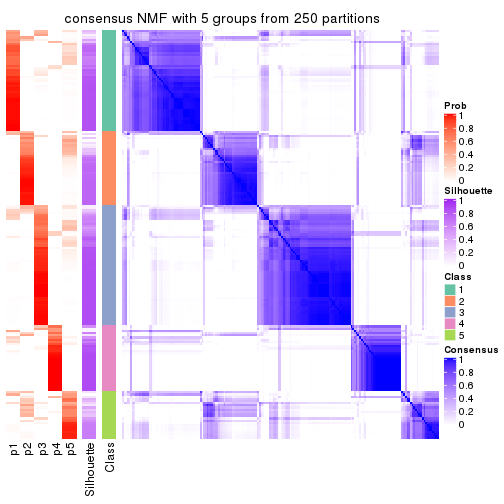 consensus NMF with 5 groups from 250 partitions
Prob
1
0.8
0.6
0.4
0.2
0
Silhouette
1
0.8
0.6
0.4
0.2
0
Class
1
2
3
4
5
Consensus
1
0.8
0.6
0.4
0.2
0
p1
p2
p3
p4
p5
Silhouette
Class